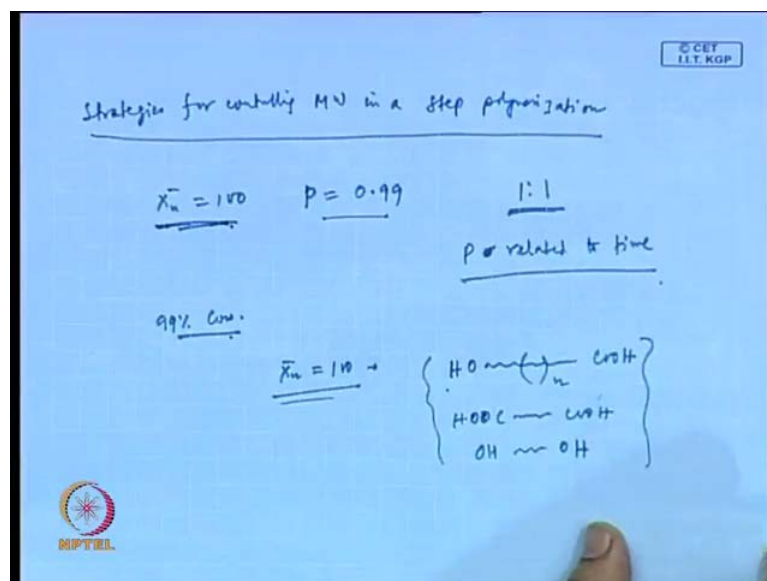 © CET
I.I.T. KGP
Strategies for controlling MW in a step polymerization
x̄n = 100 P = 0.99 1:1
P related to time
99% Conv.
x̄n = 100 →
HO ~~( )n~~ COOH
HOOC ~~ COOH
OH ~~ OH
NPTEL